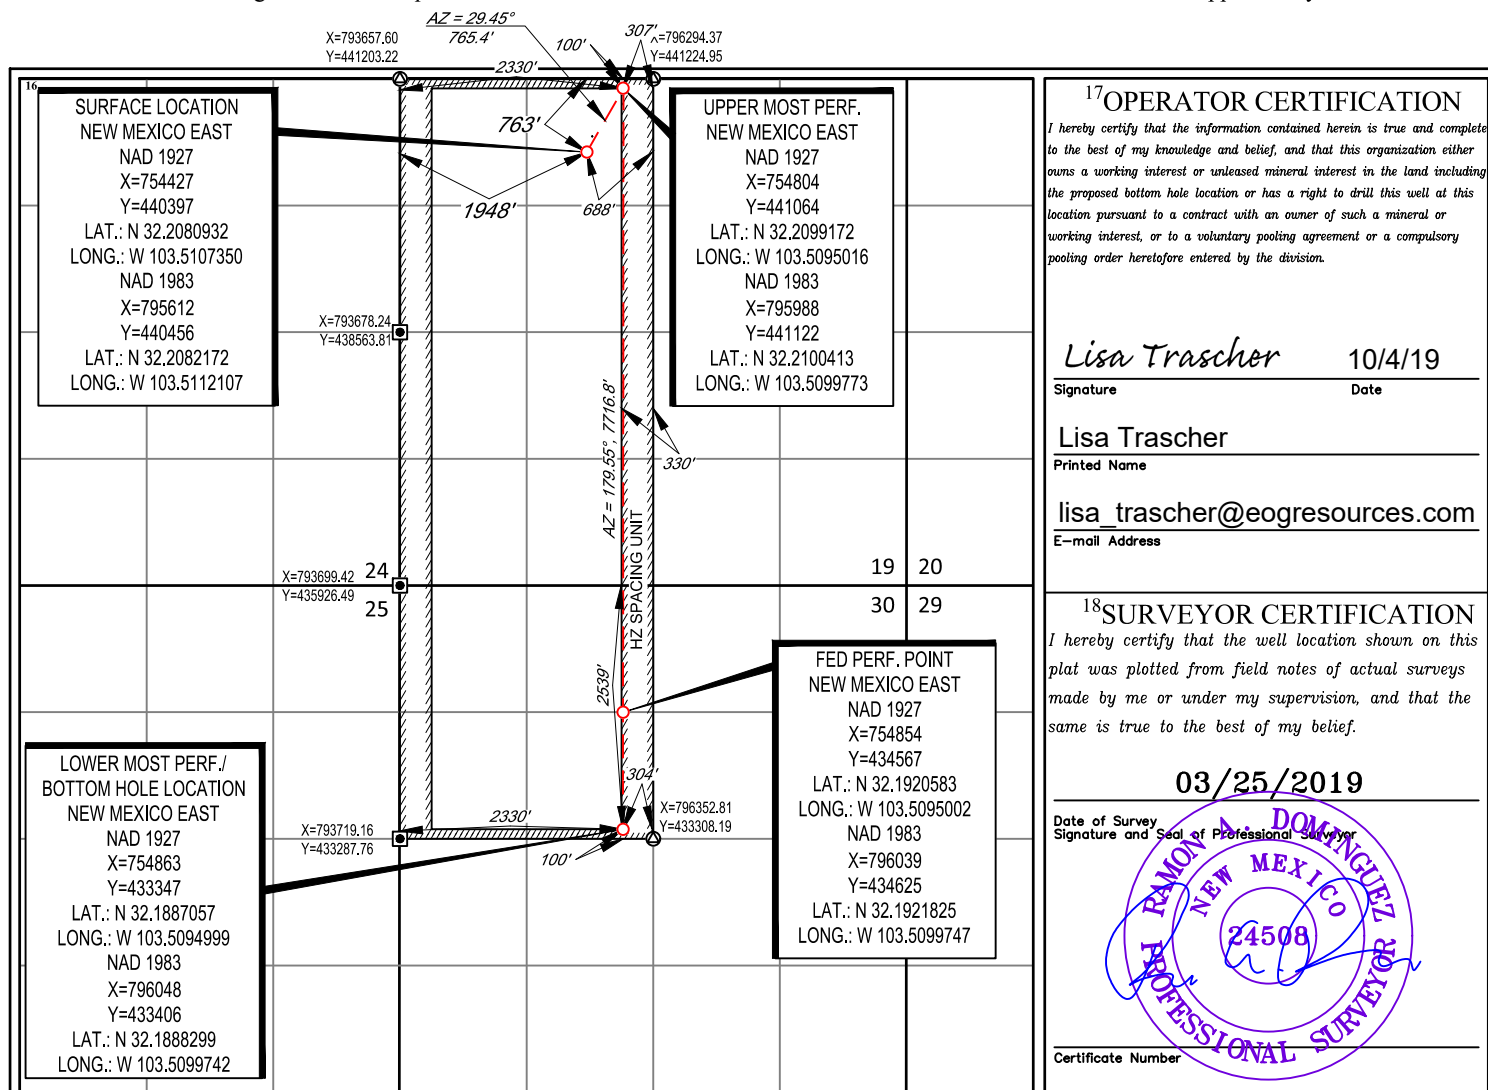 AZ = 29.45°
765.4'
100'
307'
X=793657.60
Y=441203.22
X=796294.37
Y=441224.95
2330'
16
SURFACE LOCATION
NEW MEXICO EAST
NAD 1927
X=754427
Y=440397
LAT.: N 32.2080932
LONG.: W 103.5107350
NAD 1983
X=795612
Y=440456
LAT.: N 32.2082172
LONG.: W 103.5112107
763'
1948'
688'
UPPER MOST PERF.
NEW MEXICO EAST
NAD 1927
X=754804
Y=441064
LAT.: N 32.2099172
LONG.: W 103.5095016
NAD 1983
X=795988
Y=441122
LAT.: N 32.2100413
LONG.: W 103.5099773
X=793678.24
Y=438563.81
AZ = 179.55°, 7716.8'
330'
HZ SPACING UNIT
X=793699.42
Y=435926.49
24
25
19 20
30 29
2539'
FED PERF. POINT
NEW MEXICO EAST
NAD 1927
X=754854
Y=434567
LAT.: N 32.1920583
LONG.: W 103.5095002
NAD 1983
X=796039
Y=434625
LAT.: N 32.1921825
LONG.: W 103.5099747
LOWER MOST PERF./
BOTTOM HOLE LOCATION
NEW MEXICO EAST
NAD 1927
X=754863
Y=433347
LAT.: N 32.1887057
LONG.: W 103.5094999
NAD 1983
X=796048
Y=433406
LAT.: N 32.1888299
LONG.: W 103.5099742
304'
X=796352.81
Y=433308.19
X=793719.16
Y=433287.76
2330'
100'
17OPERATOR CERTIFICATION
I hereby certify that the information contained herein is true and complete
to the best of my knowledge and belief, and that this organization either
owns a working interest or unleased mineral interest in the land including
the proposed bottom hole location or has a right to drill this well at this
location pursuant to a contract with an owner of such a mineral or
working interest, or to a voluntary pooling agreement or a compulsory
pooling order heretofore entered by the division.
Lisa Trascher 10/4/19
Signature Date
Lisa Trascher
Printed Name
lisa_trascher@eogresources.com
E-mail Address
18SURVEYOR CERTIFICATION
I hereby certify that the well location shown on this
plat was plotted from field notes of actual surveys
made by me or under my supervision, and that the
same is true to the best of my belief.
03/25/2019
Date of Survey
Signature and Seal of Professional Surveyor
RAMON A. DOMINGUEZ
NEW MEXICO
24508
PROFESSIONAL SURVEYOR
Certificate Number